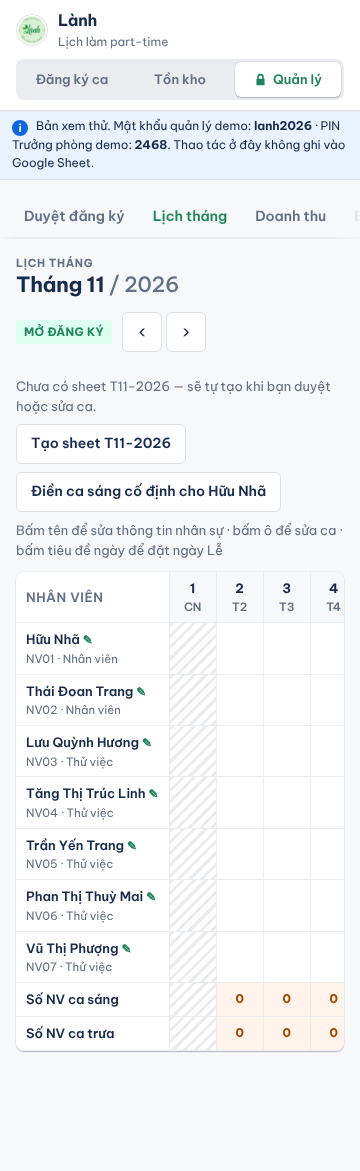 Lành
Lịch làm part-time
Đăng ký ca
Tồn kho
Quản lý
Bản xem thử. Mật khẩu quản lý demo: lanh2026 · PIN
Trưởng phòng demo: 2468. Thao tác ở đây không ghi vào
Google Sheet.
Duyệt đăng ký
Lịch tháng
Doanh thu
LỊCH THÁNG
Tháng 11 / 2026
MỞ ĐĂNG KÝ
Chưa có sheet T11-2026 — sẽ tự tạo khi bạn duyệt
hoặc sửa ca.
Tạo sheet T11-2026
Điền ca sáng cố định cho Hữu Nhã
Bấm tên để sửa thông tin nhân sự · bấm ô để sửa ca ·
bấm tiêu đề ngày để đặt ngày Lễ
NHÂN VIÊN 1 2 3 4
CN T2 T3 T4
Hữu Nhã
NV01 · Nhân viên
Thái Đoan Trang
NV02 · Nhân viên
Lưu Quỳnh Hương
NV03 · Thử việc
Tăng Thị Trúc Linh
NV04 · Thử việc
Trần Yến Trang
NV05 · Thử việc
Phan Thị Thuỳ Mai
NV06 · Thử việc
Vũ Thị Phượng
NV07 · Thử việc
Số NV ca sáng 0 0 0
Số NV ca trưa 0 0 0